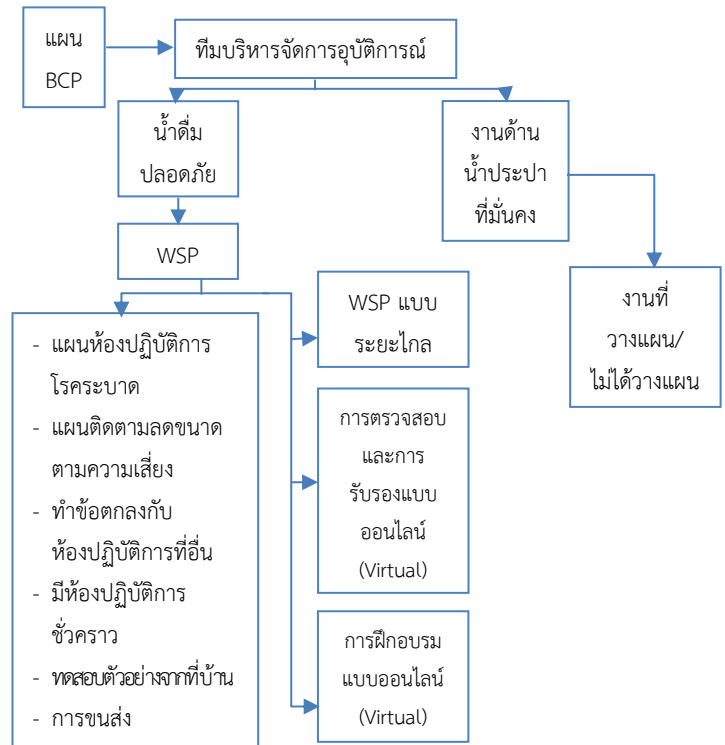 แผน
BCP
ทีมบริหารจัดการอุบัติการณ์
น้ำดื่ม
ปลอดภัย
งานด้าน
น้ำประปา
ที่มั่นคง
WSP
งานที่
วางแผน/
ไม่ได้วางแผน
- แผนห้องปฏิบัติการ
โรคระบาด
- แผนติดตามลดขนาด
ตามความเสี่ยง
- ทำข้อตกลงกับ
ห้องปฏิบัติการที่อื่น
- มีห้องปฏิบัติการ
ชั่วคราว
- ทดสอบตัวอย่างจากที่บ้าน
- การขนส่ง
WSP แบบ
ระยะไกล
การตรวจสอบ
และการ
รับรองแบบ
ออนไลน์
(Virtual)
การฝึกอบรม
แบบออนไลน์
(Virtual)